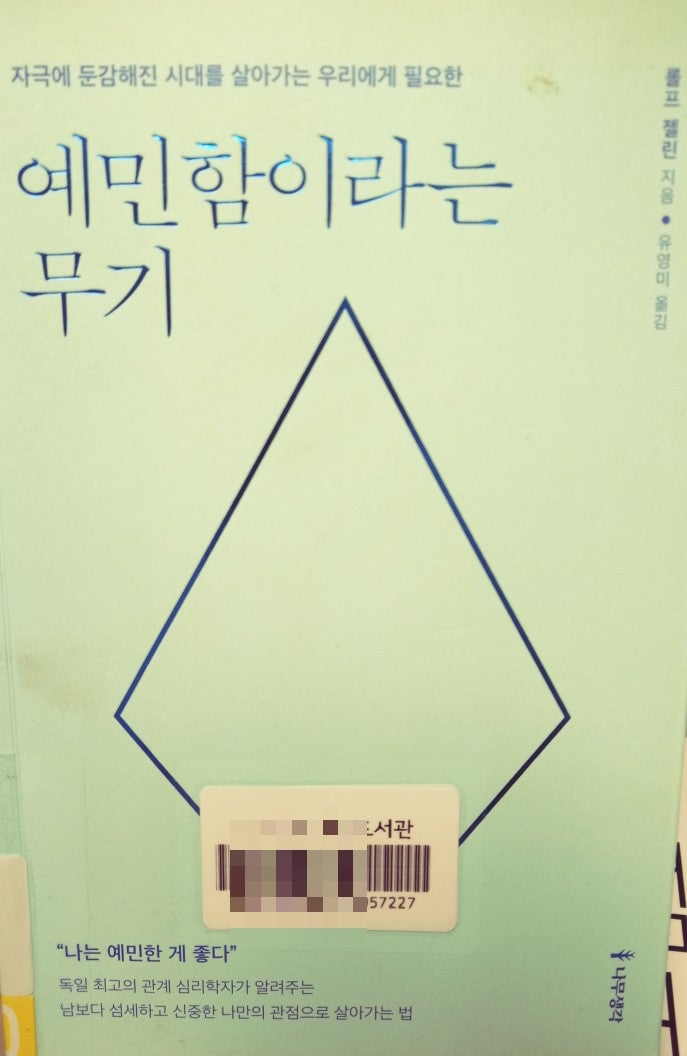 자극에 둔감해진 시대를 살아가는 우리에게 필요한
예민함이라는
무기
롤프 젤린 지음 ● 유영미 옮김
서관
57227
“나는 예민한 게 좋다”
독일 최고의 관계 심리학자가 알려주는
남보다 섬세하고 신중한 나만의 관점으로 살아가는 법
나무생각